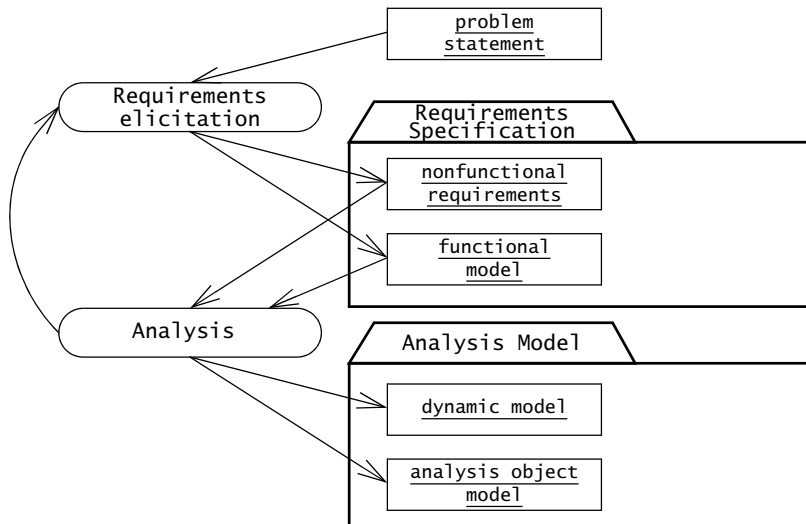 problem
statement
Requirements
elicitation
Requirements
Specification
nonfunctional
requirements
functional
model
Analysis
Analysis Model
dynamic model
analysis object
model